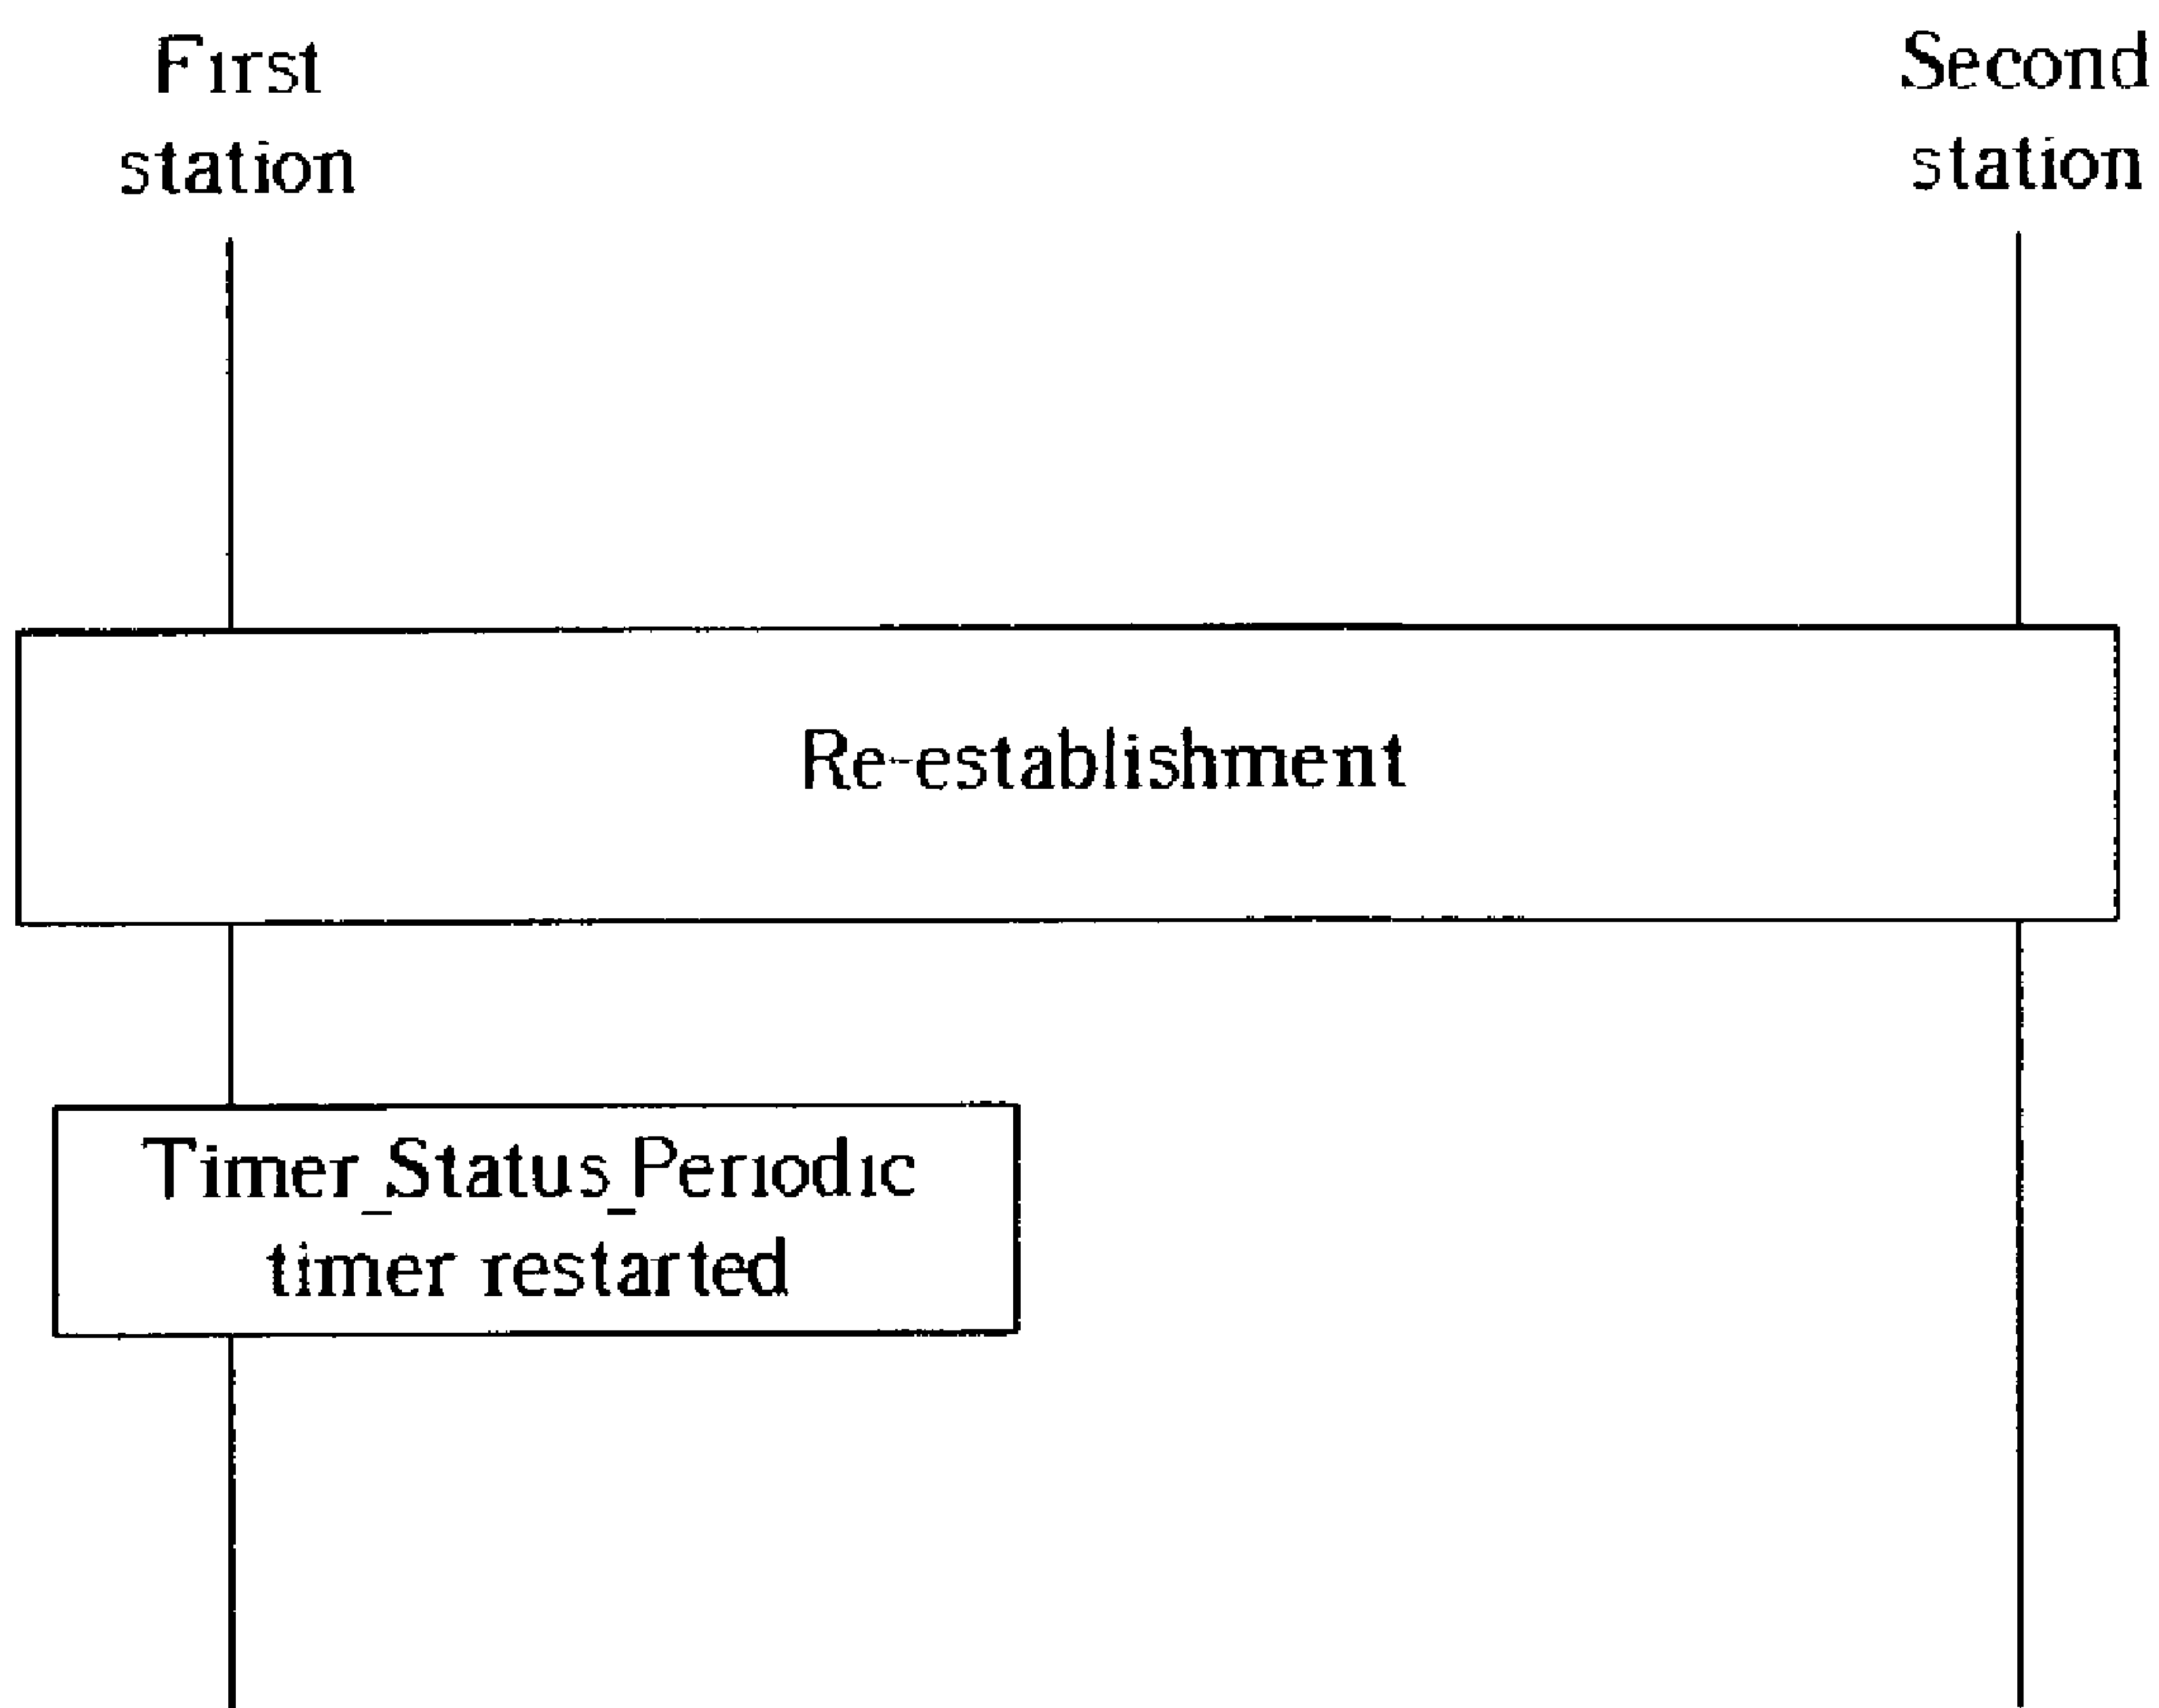 First
station
Second
station
Re-establishment
Timer_Status_Periodic
timer restarted